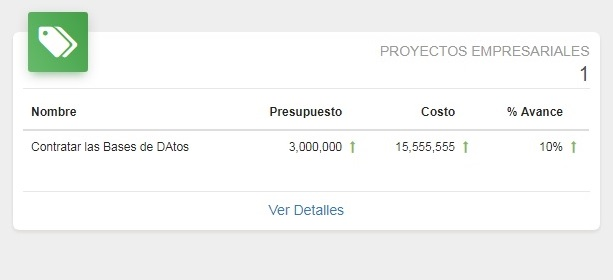 PROYECTOS EMPRESARIALES
1
Nombre Presupuesto Costo % Avance
Contratar las Bases de DAtos 3,000,000 15,555,555 10%
Ver Detalles